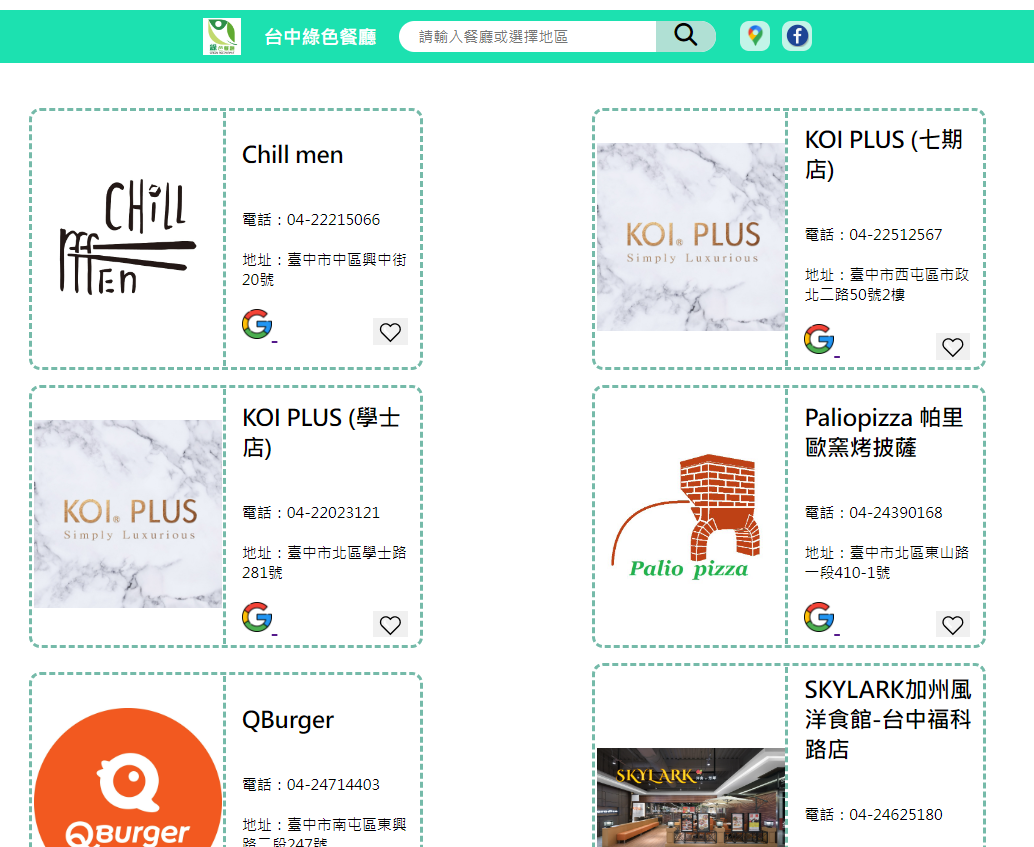 台中綠色餐廳
請輸入餐廳或選擇地區
CHILL
MEN
Chill men
電話：04-22215066
地址：臺中市中區興中街
20號
KOI® PLUS
Simply Luxurious
KOI PLUS (七期
店)
電話：04-22512567
地址：臺中市西屯區市政
北二路50號2樓
KOI® PLUS
Simply Luxurious
KOI PLUS (學士
店)
電話：04-22023121
地址：臺中市北區學士路
281號
Palio pizza
Paliopizza 帕里
歐窯烤披薩
電話：04-24390168
地址：臺中市北區東山路
一段410-1號
QBurger
QBurger
電話：04-24714403
地址：臺中市南屯區東興
路二段247號
SKYLARK
SKYLARK加州風
洋食館-台中福科
路店
電話：04-24625180